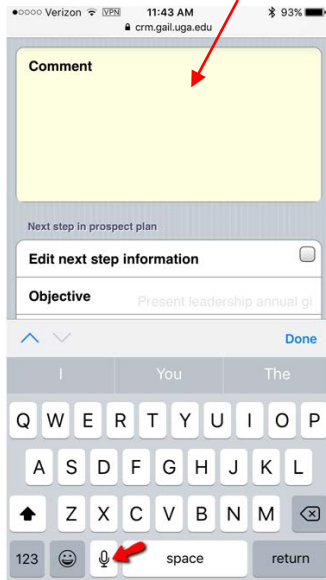 Verizon VPN 11:43 AM 93%
crm.gail.uga.edu
Comment
Next step in prospect plan
Edit next step information
Objective Present leadership annual gi
Done
I You The
Q W E R T Y U I O P
A S D F G H J K L
Z X C V B N M
123 space return